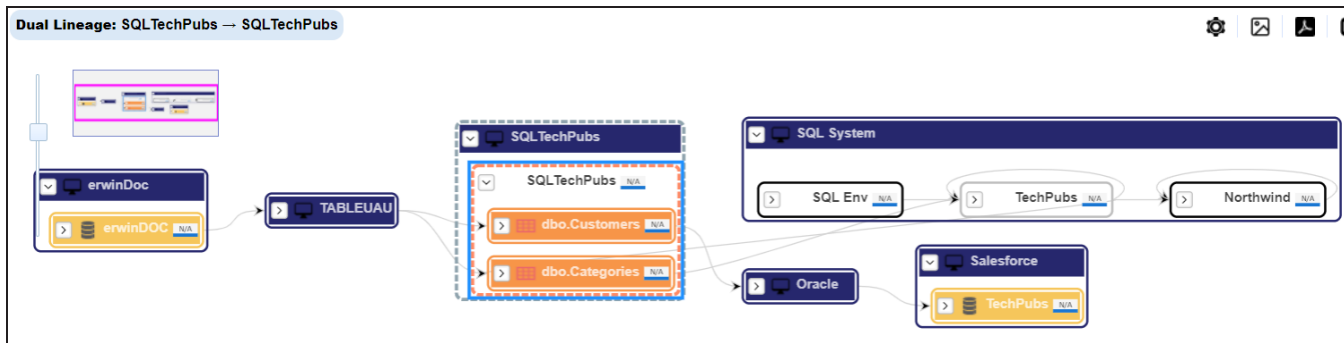 Dual Lineage: SQLTechPubs → SQLTechPubs
erwinDoc
erwinDOC N/A
TABLEUAU
SQLTechPubs
SQLTechPubs N/A
dbo.Customers N/A
dbo.Categories N/A
SQL System
SQL Env N/A
TechPubs N/A
Northwind N/A
Oracle
Salesforce
TechPubs N/A